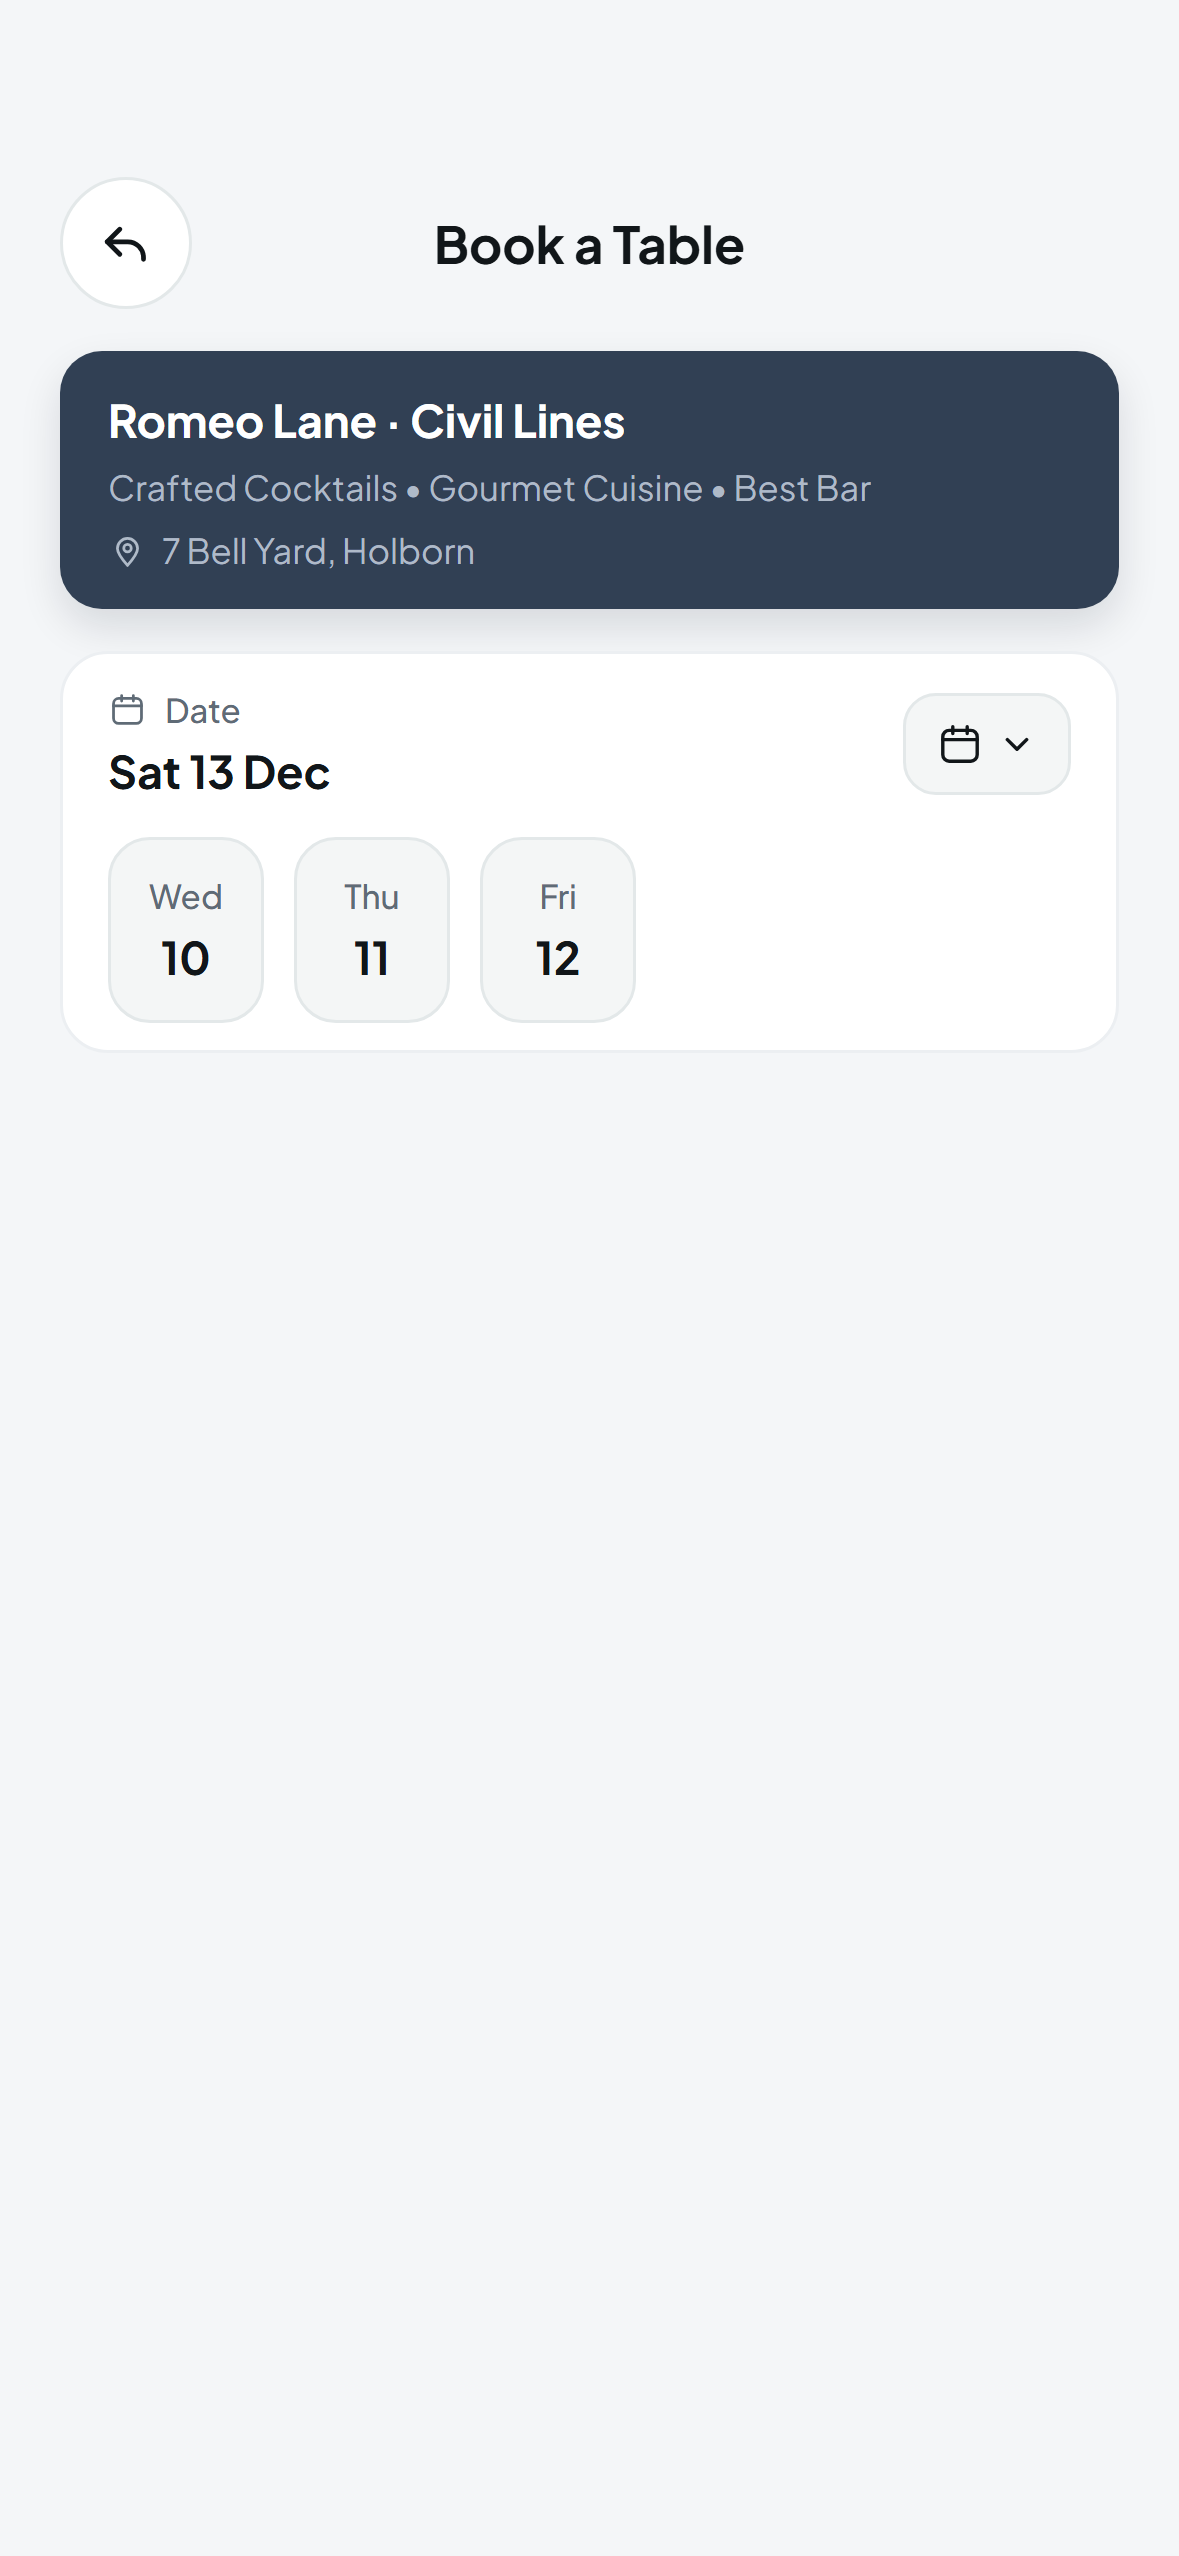 Book a Table
Romeo Lane · Civil Lines
Crafted Cocktails • Gourmet Cuisine • Best Bar
7 Bell Yard, Holborn
Date
Sat 13 Dec
Wed Thu Fri
10 11 12